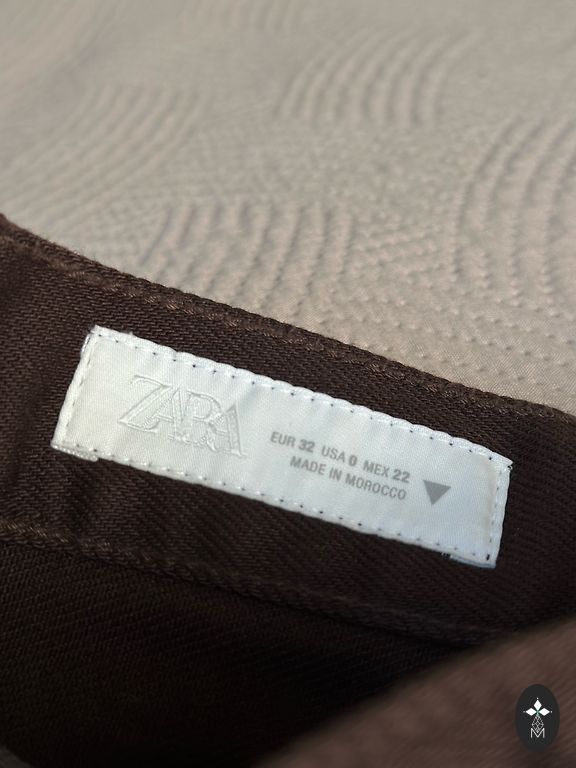 ZARA
EUR 32 USA 0 MEX 22
MADE IN MOROCCO
M